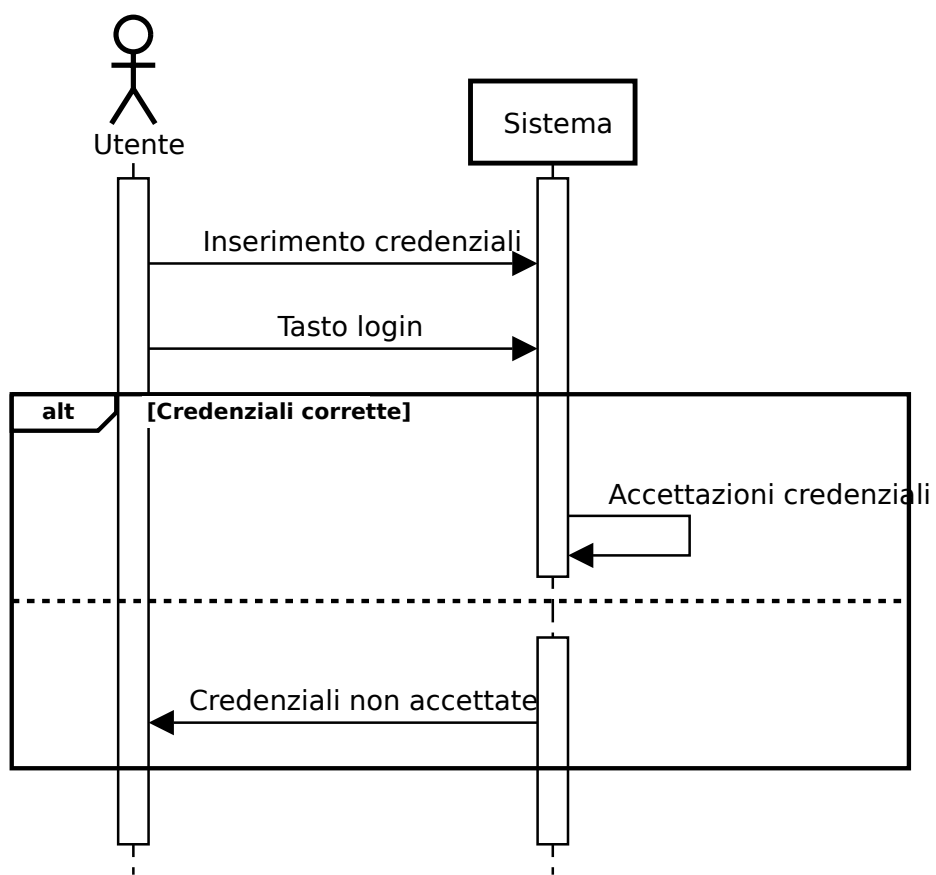 Utente
Sistema
Inserimento credenziali
Tasto login
alt
[Credenziali corrette]
Accettazioni credenziali
Credenziali non accettate